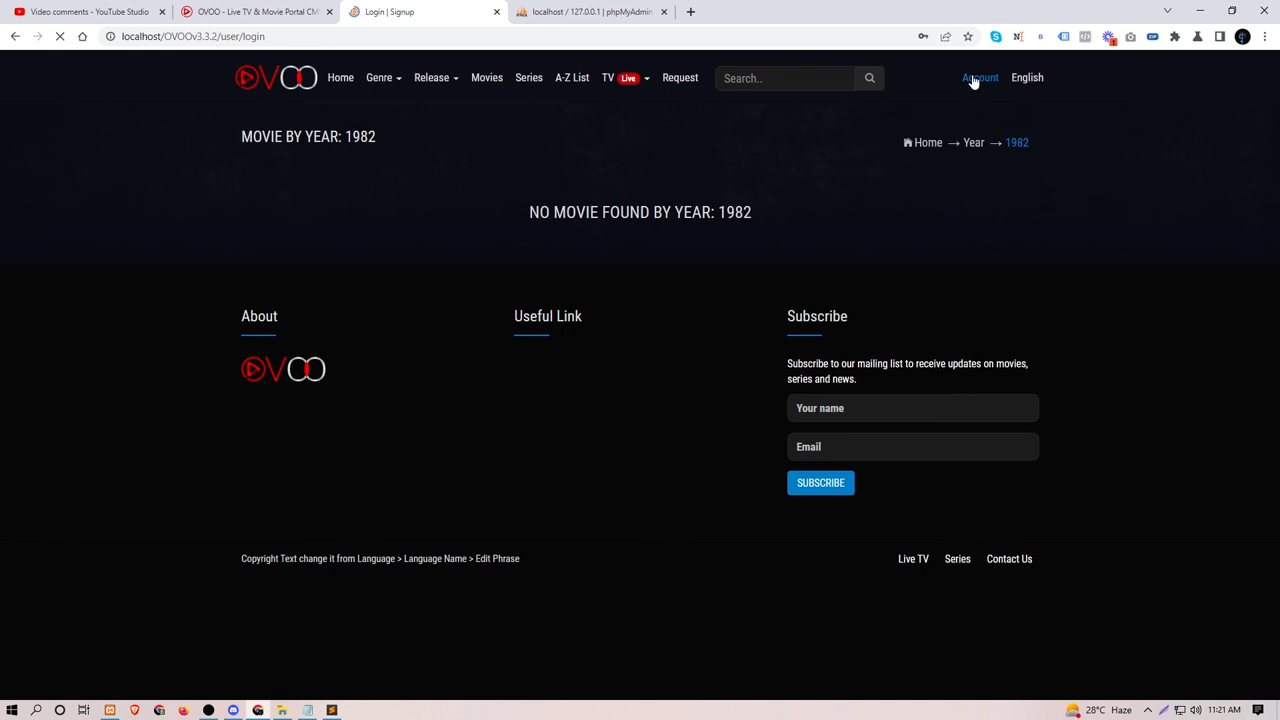 Video comments - YouTube Studio
OVOO - Live TV & Movie Portal CM
Login | Signup
localhost / 127.0.0.1 | phpMyAdmin
localhost/OVOOv3.3.2/user/login
OVOO
Home
Genre
Release
Movies
Series
A-Z List
TV Live
Request
Search..
Account
English
MOVIE BY YEAR: 1982
Home → Year → 1982
NO MOVIE FOUND BY YEAR: 1982
About
Useful Link
Subscribe
OVOO
Subscribe to our mailing list to receive updates on movies,
series and news.
Your name
Email
SUBSCRIBE
Copyright Text change it from Language > Language Name > Edit Phrase
Live TV
Series
Contact Us
28°C Haze
11:21 AM